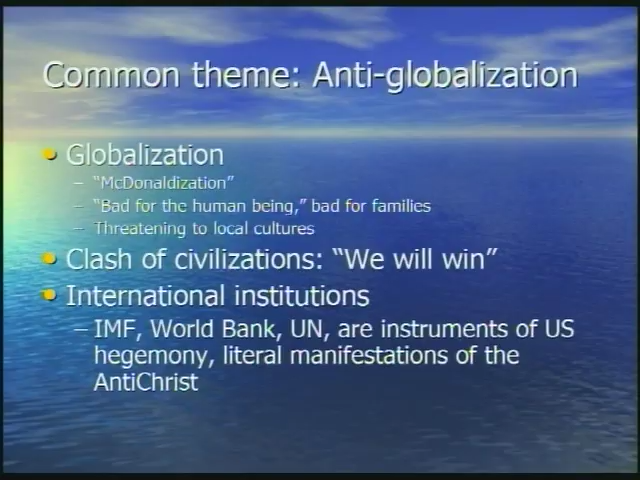 Common theme: Anti-globalization
• Globalization
– “McDonaldization”
– “Bad for the human being,” bad for families
– Threatening to local cultures
• Clash of civilizations: “We will win”
• International institutions
– IMF, World Bank, UN, are instruments of US
hegemony, literal manifestations of the
AntiChrist